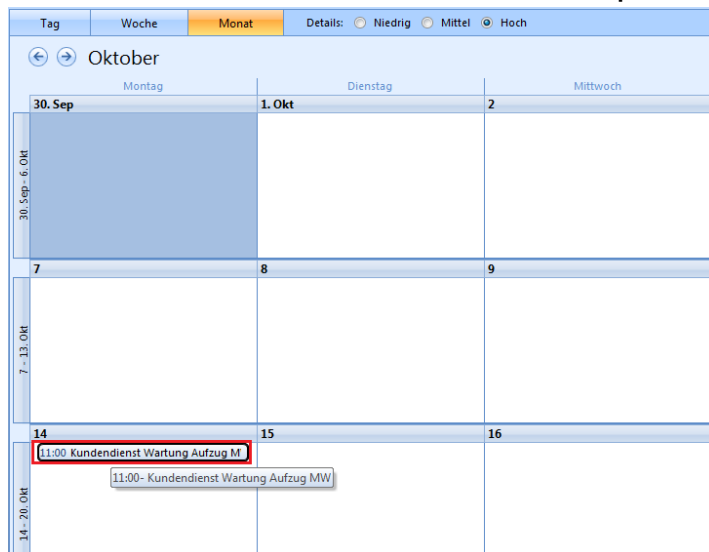 Tag Woche Monat Details: Niedrig Mittel Hoch
Oktober
Montag Dienstag Mittwoch
30. Sep 1. Okt 2
30. Sep - 6. Okt
7 8 9
7 - 13. Okt
14 15 16
11:00 Kundendienst Wartung Aufzug M
11:00- Kundendienst Wartung Aufzug MW
14 - 20. Okt